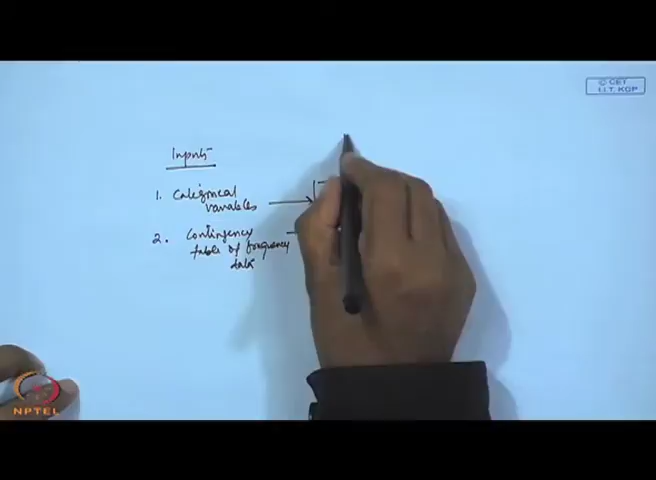 © CET
I.I.T. KGP
Inputs
1. Categorical
variables
2. Contingency
table of frequency
data
NPTEL